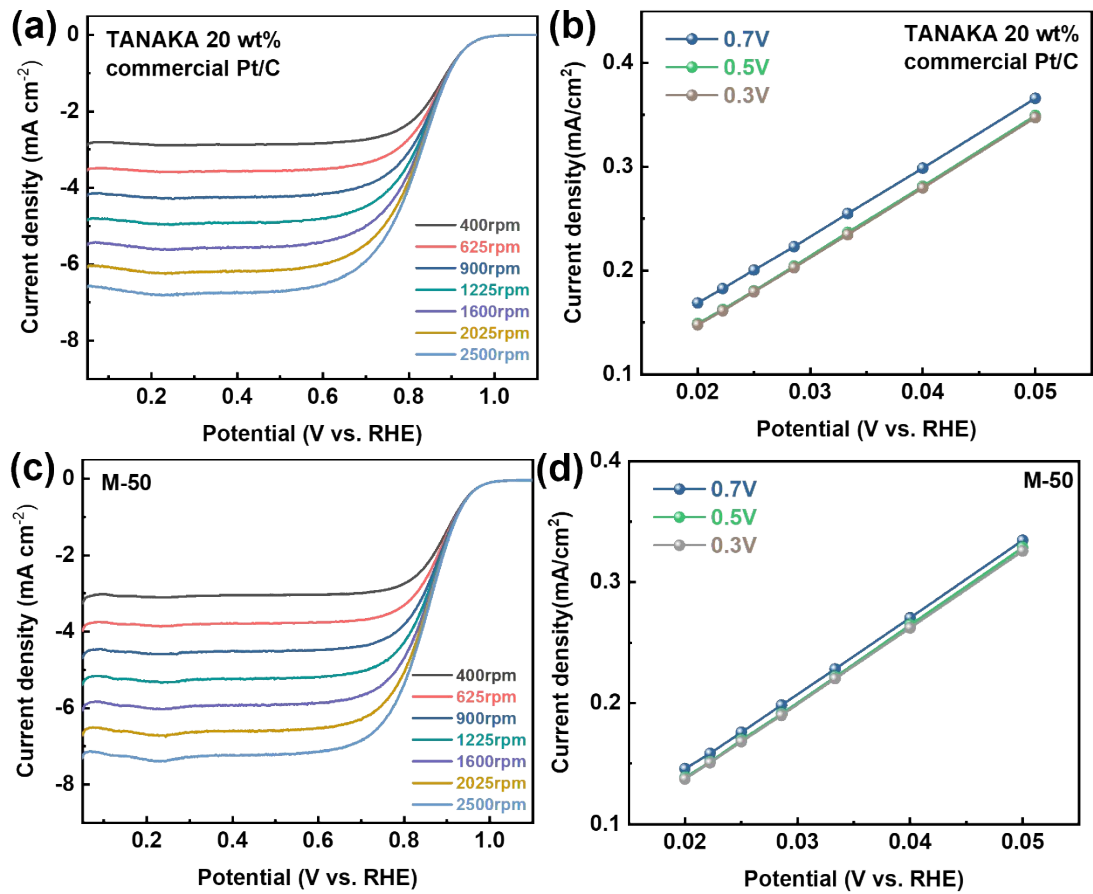 (a)
TANAKA 20 wt%
commercial Pt/C
Current density (mA cm⁻²)
0
-2
-4
-6
-8
400rpm
625rpm
900rpm
1225rpm
1600rpm
2025rpm
2500rpm
0.2 0.4 0.6 0.8 1.0
Potential (V vs. RHE)
(b)
TANAKA 20 wt%
commercial Pt/C
0.7V
0.5V
0.3V
Current density(mA/cm²)
0.4
0.3
0.2
0.1
0.02 0.03 0.04 0.05
Potential (V vs. RHE)
(c)
M-50
Current density (mA cm⁻²)
0
-2
-4
-6
-8
400rpm
625rpm
900rpm
1225rpm
1600rpm
2025rpm
2500rpm
0.2 0.4 0.6 0.8 1.0
Potential (V vs. RHE)
(d)
M-50
0.7V
0.5V
0.3V
Current density(mA/cm²)
0.4
0.3
0.2
0.1
0.02 0.03 0.04 0.05
Potential (V vs. RHE)